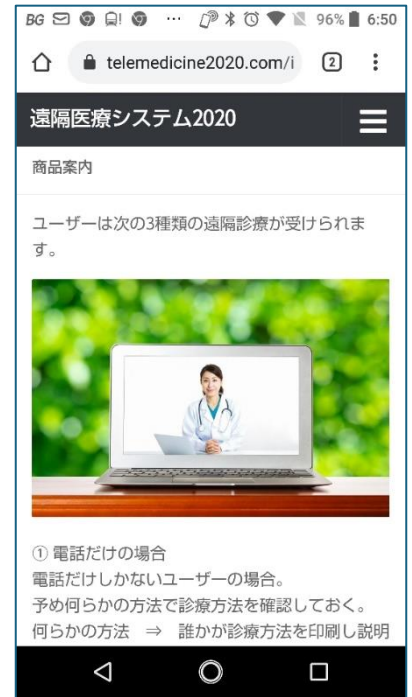 BG … 96% 6:50
telemedicine2020.com/i 2
遠隔医療システム2020
商品案内
ユーザーは次の3種類の遠隔診療が受けられま
す。
① 電話だけの場合
電話だけしかないユーザーの場合。
予め何らかの方法で診療方法を確認しておく。
何らかの方法 ⇒ 誰かが診療方法を印刷し説明